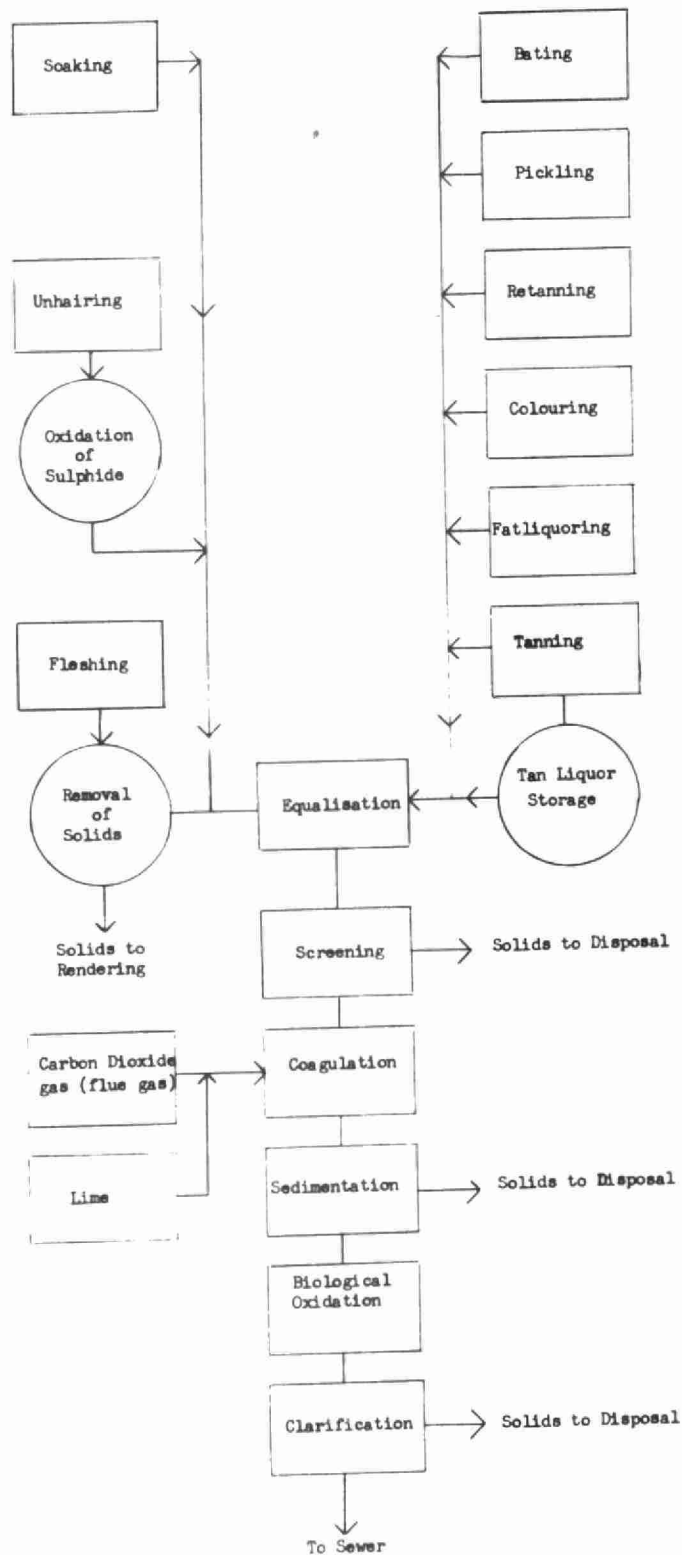 Soaking
Bating
Pickling
Unhairing
Retanning
Oxidation
of
Sulphide
Colouring
Fatliquoring
Fleshing
Tanning
Removal
of
Solids
Equalisation
Tan Liquor
Storage
Solids to
Rendering
Screening
Solids to Disposal
Carbon Dioxide
gas (flue gas)
Coagulation
Lime
Sedimentation
Solids to Disposal
Biological
Oxidation
Clarification
Solids to Disposal
To Sewer